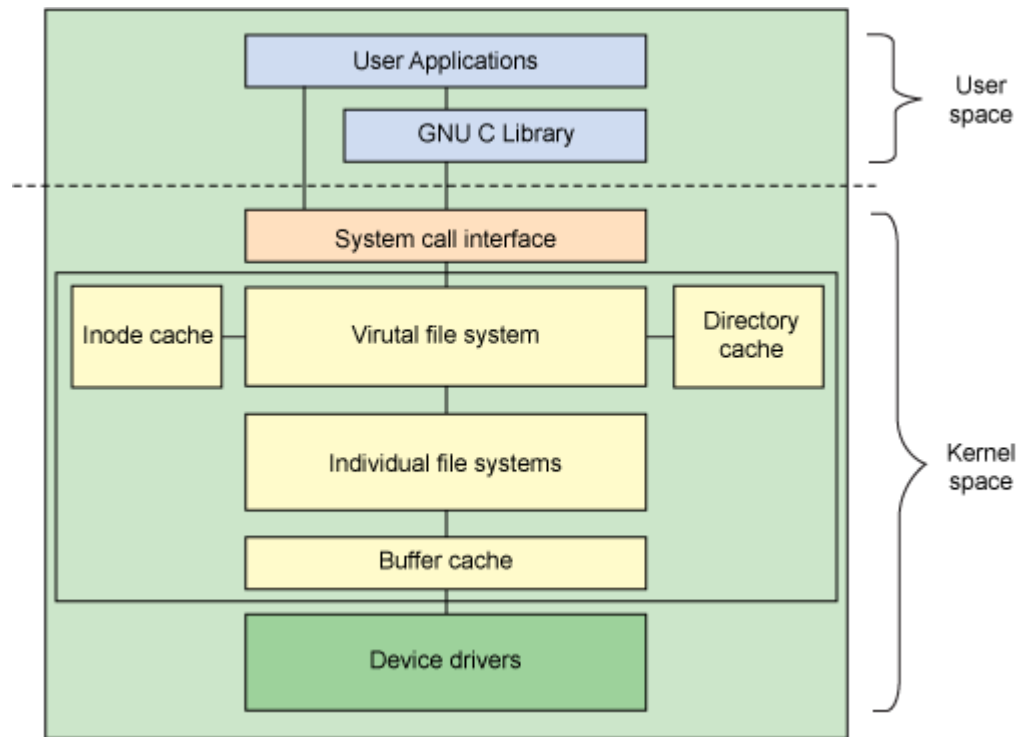 User Applications
GNU C Library
User
space
System call interface
Inode cache
Virutal file system
Directory
cache
Individual file systems
Buffer cache
Kernel
space
Device drivers